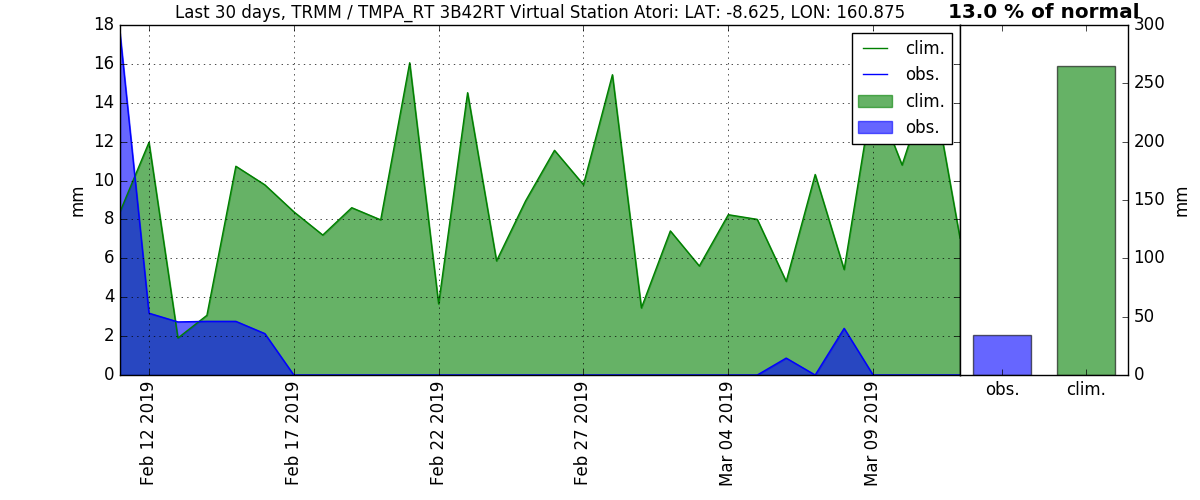 Last 30 days, TRMM / TMPA_RT 3B42RT Virtual Station Atori: LAT: -8.625, LON: 160.875
13.0 % of normal
18
16
14
12
10
8
6
4
2
0
mm
clim.
obs.
clim.
obs.
Feb 12 2019
Feb 17 2019
Feb 22 2019
Feb 27 2019
Mar 04 2019
Mar 09 2019
300
250
200
150
100
50
0
mm
obs.
clim.